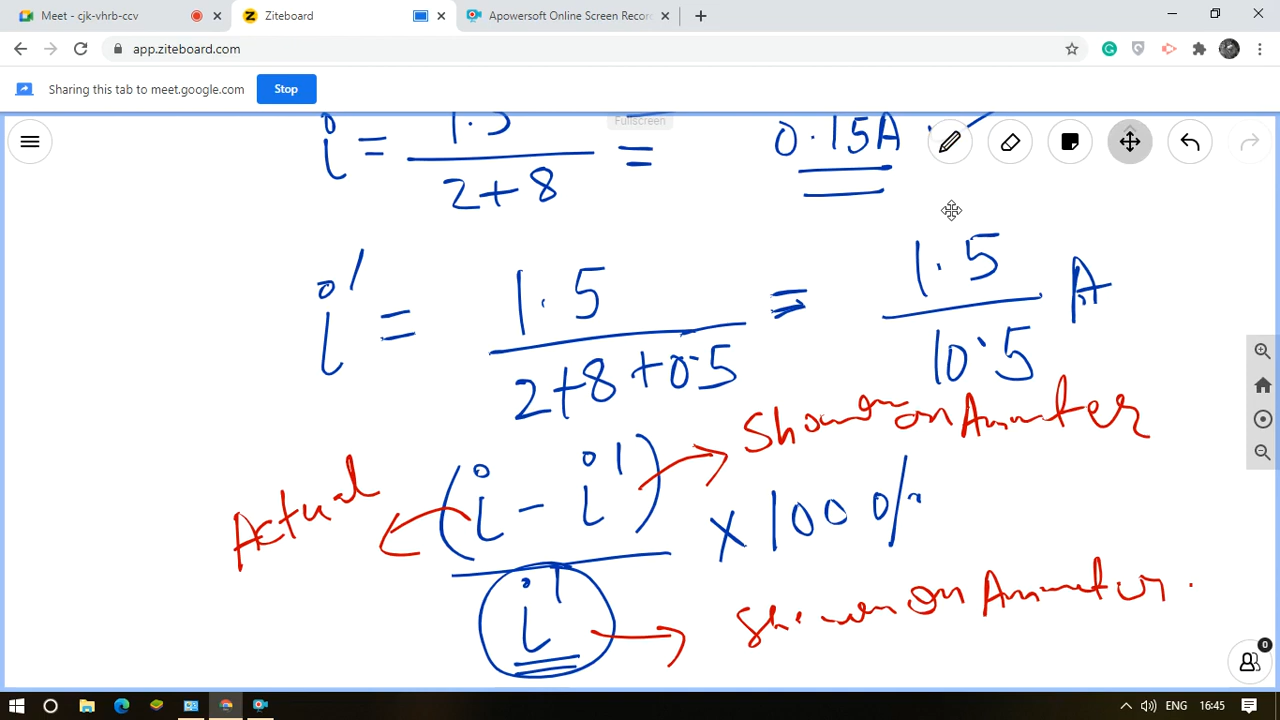 Meet - cjk-vhrb-ccv
Ziteboard
Apowersoft Online Screen Recor
app.ziteboard.com
Sharing this tab to meet.google.com
Stop
Fullscreen
i = 1.5 / 2+8 = 0.15A
i' = 1.5 / 2+8+0.5 = 1.5 / 10.5 A
Shown on Ammeter
Actual
(i - i') / i' × 100 %
Shown on Ammeter.
0
ENG
16:45